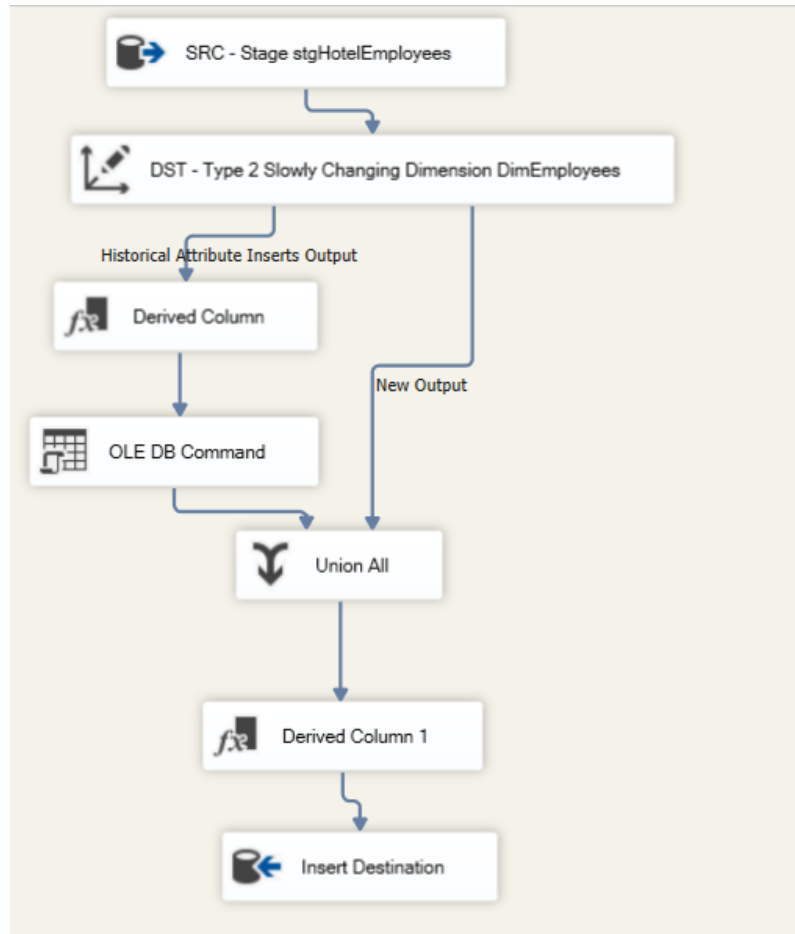 SRC - Stage stgHotelEmployees
DST - Type 2 Slowly Changing Dimension DimEmployees
Historical Attribute Inserts Output
Derived Column
New Output
OLE DB Command
Union All
Derived Column 1
Insert Destination